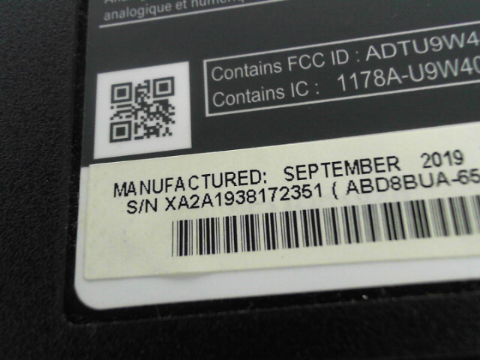 analogique et numérique
Contains FCC ID : ADTU9W4
Contains IC : 1178A-U9W40
MANUFACTURED: SEPTEMBER 2019
S/N XA2A1938172351 ( ABD8BUA-65